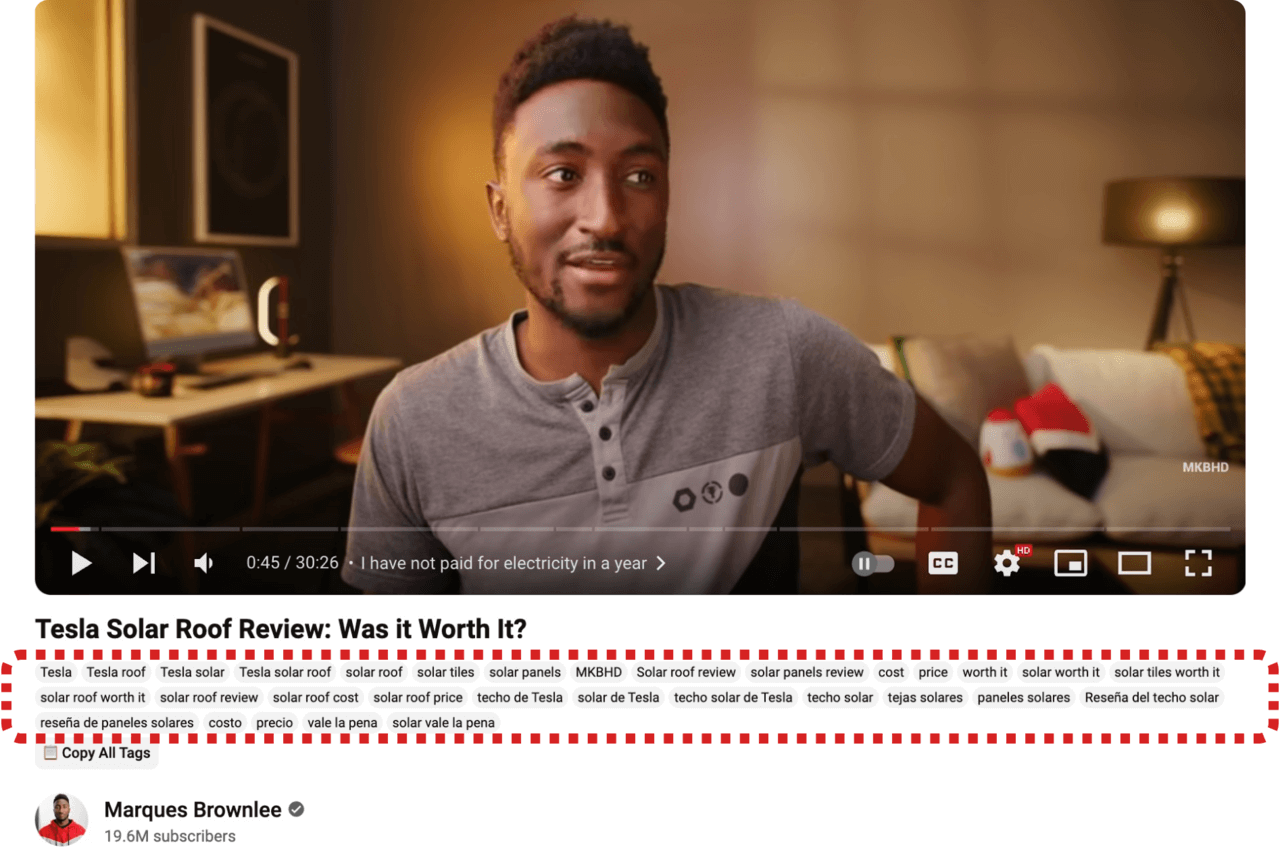 MKBHD
0:45 / 30:26 • I have not paid for electricity in a year
CC
HD
Tesla Solar Roof Review: Was it Worth It?
Tesla Tesla roof Tesla solar Tesla solar roof solar roof solar tiles solar panels MKBHD Solar roof review solar panels review cost price worth it solar worth it solar tiles worth it
solar roof worth it solar roof review solar roof cost solar roof price techo de Tesla solar de Tesla techo solar de Tesla techo solar tejas solares paneles solares Reseña del techo solar
reseña de paneles solares costo precio vale la pena solar vale la pena
Copy All Tags
Marques Brownlee
19.6M subscribers